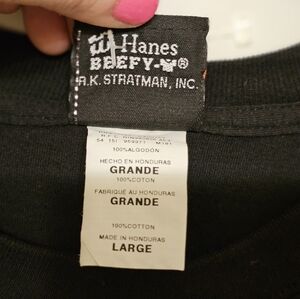 Hanes
BEEFY-T®
R.K. STRATMAN, INC.
100%ALGODON
HECHO EN HONDURAS
GRANDE
100%COTON
FABRIQUÉ AU HONDURAS
GRANDE
100%COTTON
MADE IN HONDURAS
LARGE